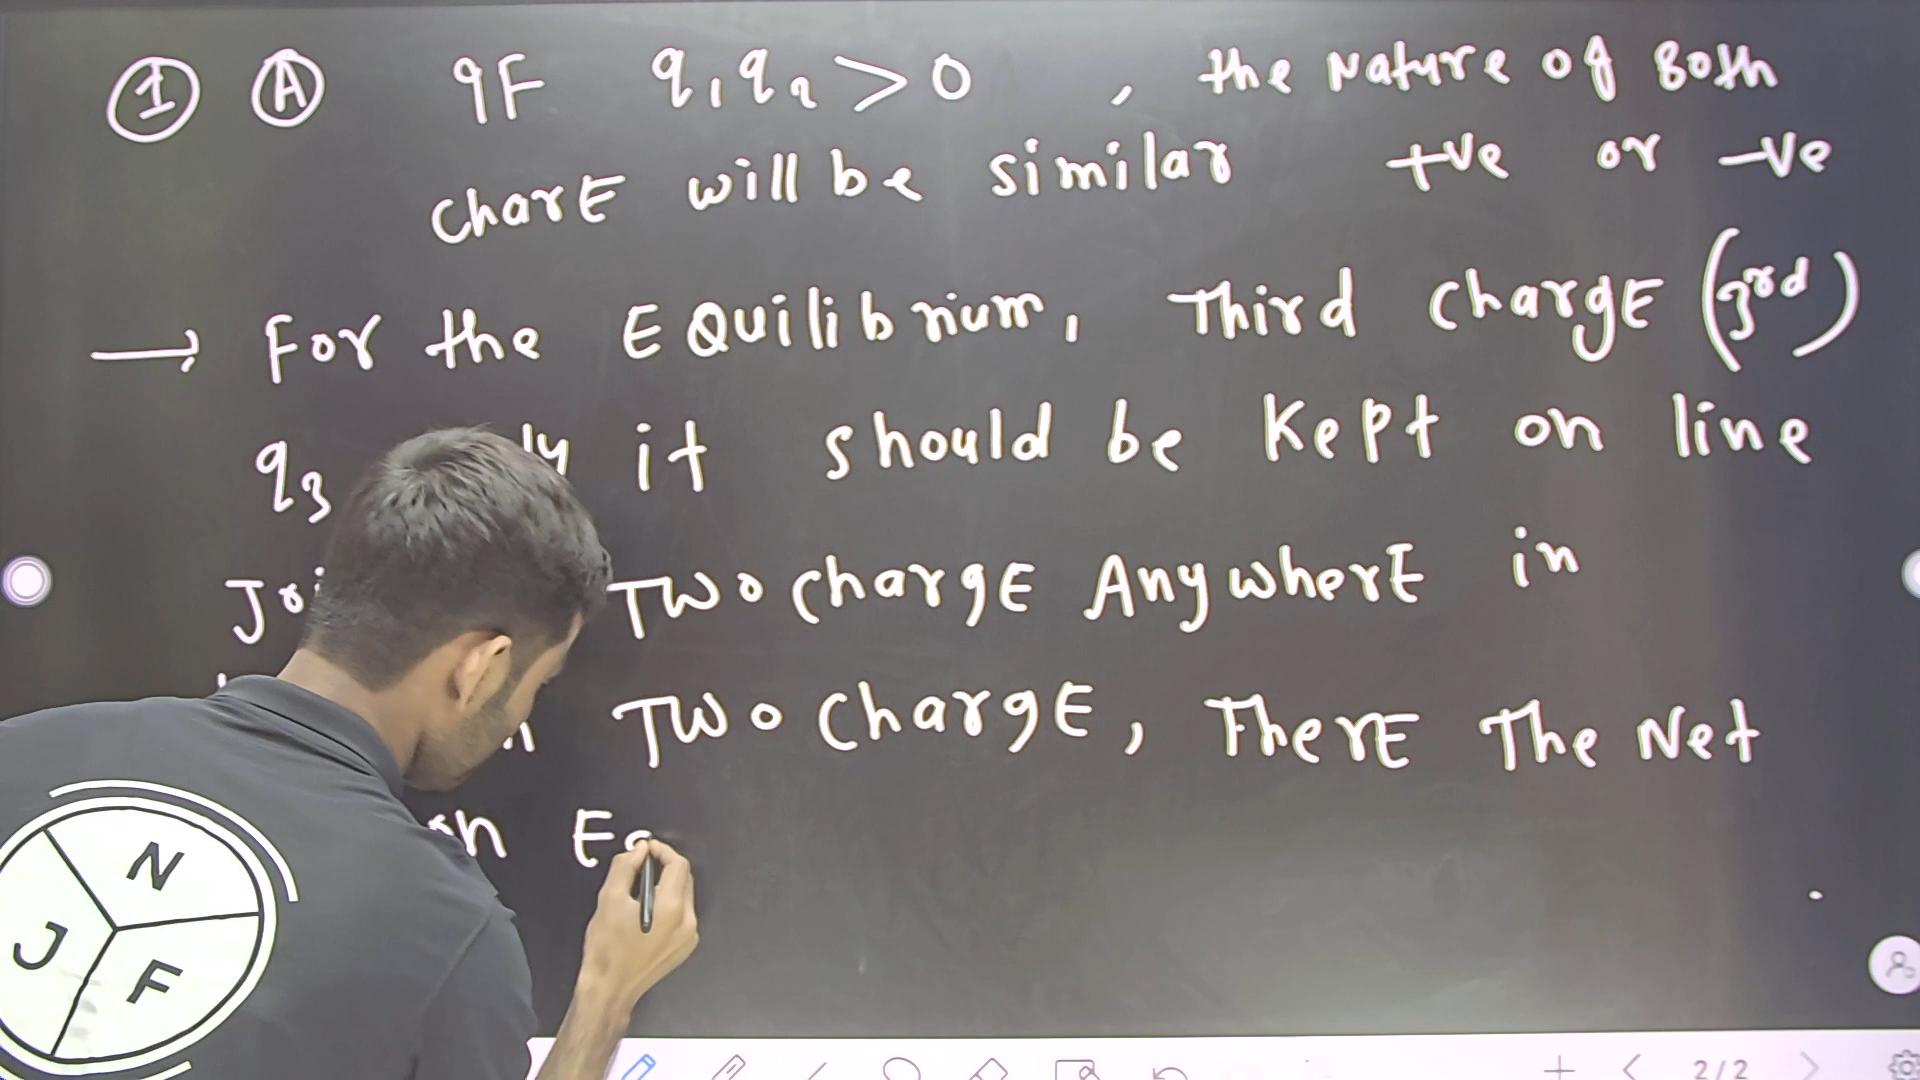 ① Ⓐ IF q₁q₂ > 0 , the Nature of Both
CharE will be similar +ve or -ve
→ For the EQuilibrium, Third ChargE (3rd)
q₃ it should be Kept on line
Two ChargE AnywherE in
Two ChargE, TherE The Net
N
J
F
2/2